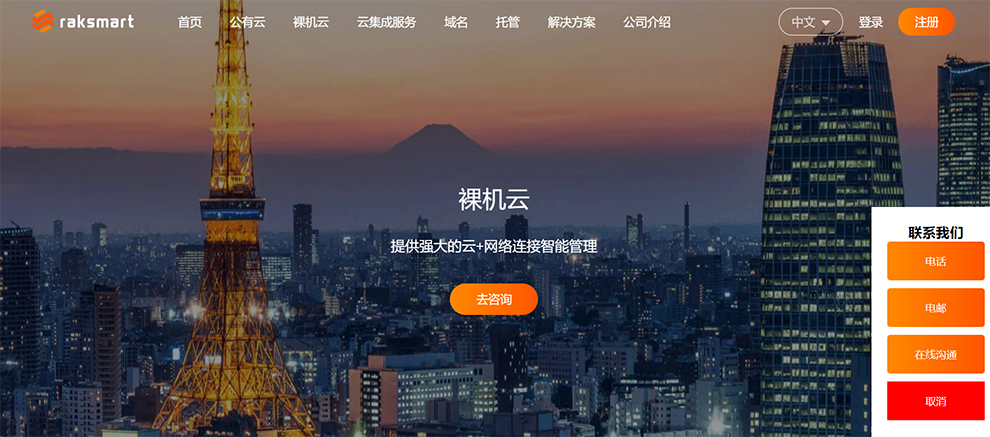 raksmart 首页 公有云 裸机云 云集成服务 域名 托管 解决方案 公司介绍 中文 登录 注册
裸机云
提供强大的云+网络连接智能管理
去咨询
联系我们
电话
电邮
在线沟通
取消